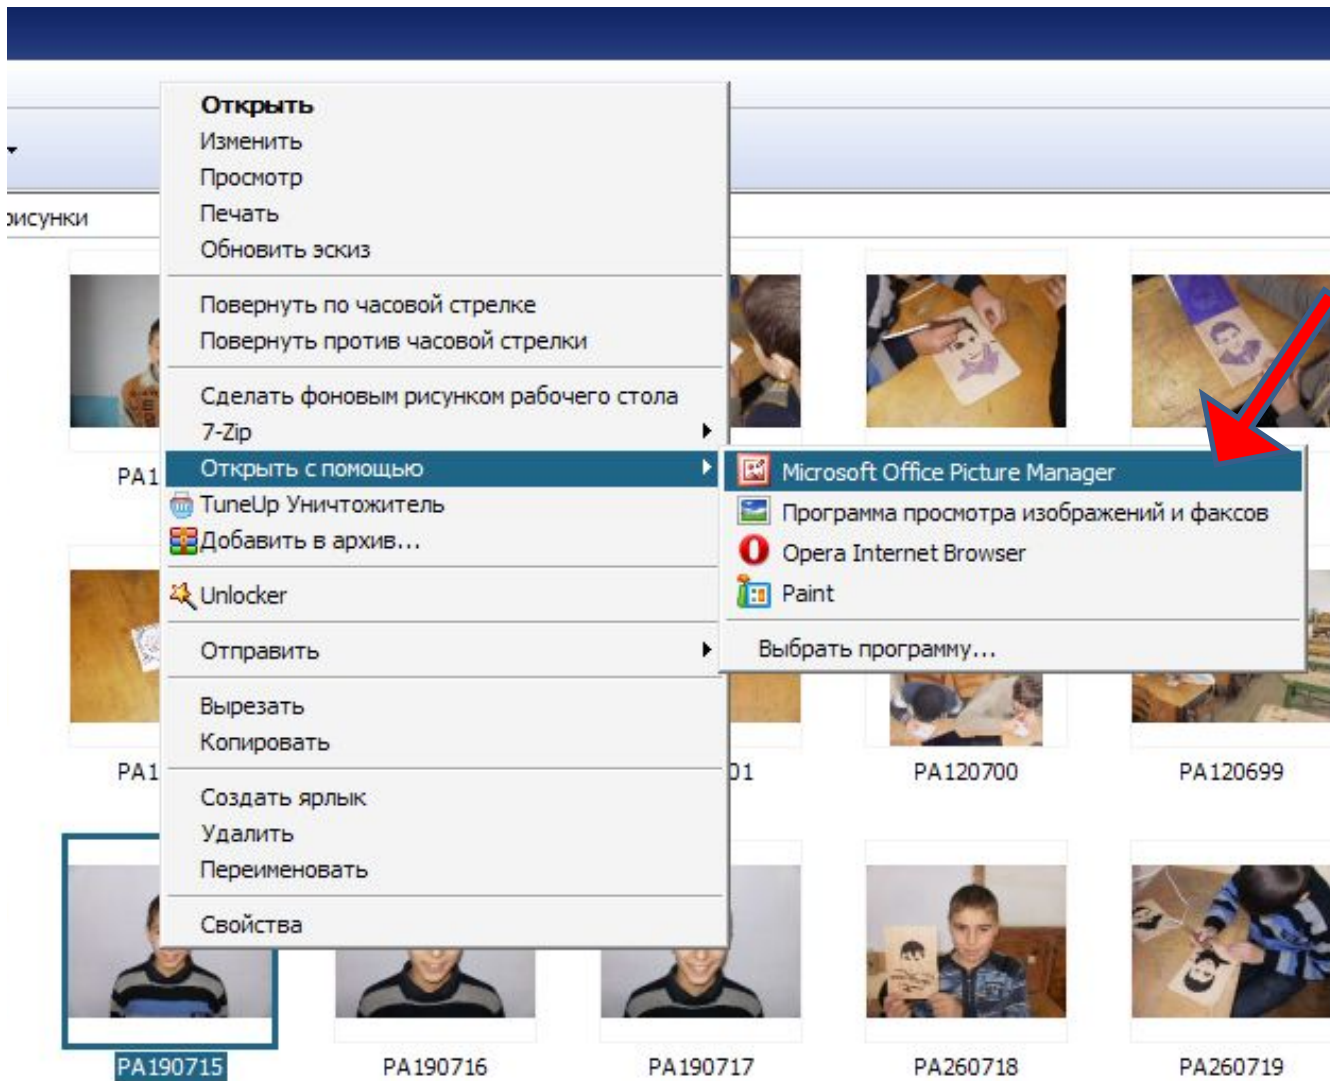 рисунки
Открыть
Изменить
Просмотр
Печать
Обновить эскиз
Повернуть по часовой стрелке
Повернуть против часовой стрелки
Сделать фоновым рисунком рабочего стола
7-Zip
Открыть с помощью
TuneUp Уничтожитель
Добавить в архив...
Unlocker
Отправить
Вырезать
Копировать
Создать ярлык
Удалить
Переименовать
Свойства
Microsoft Office Picture Manager
Программа просмотра изображений и факсов
Opera Internet Browser
Paint
Выбрать программу...
PA1
PA1
01
PA120700
PA120699
PA190715
PA190716
PA190717
PA260718
PA260719